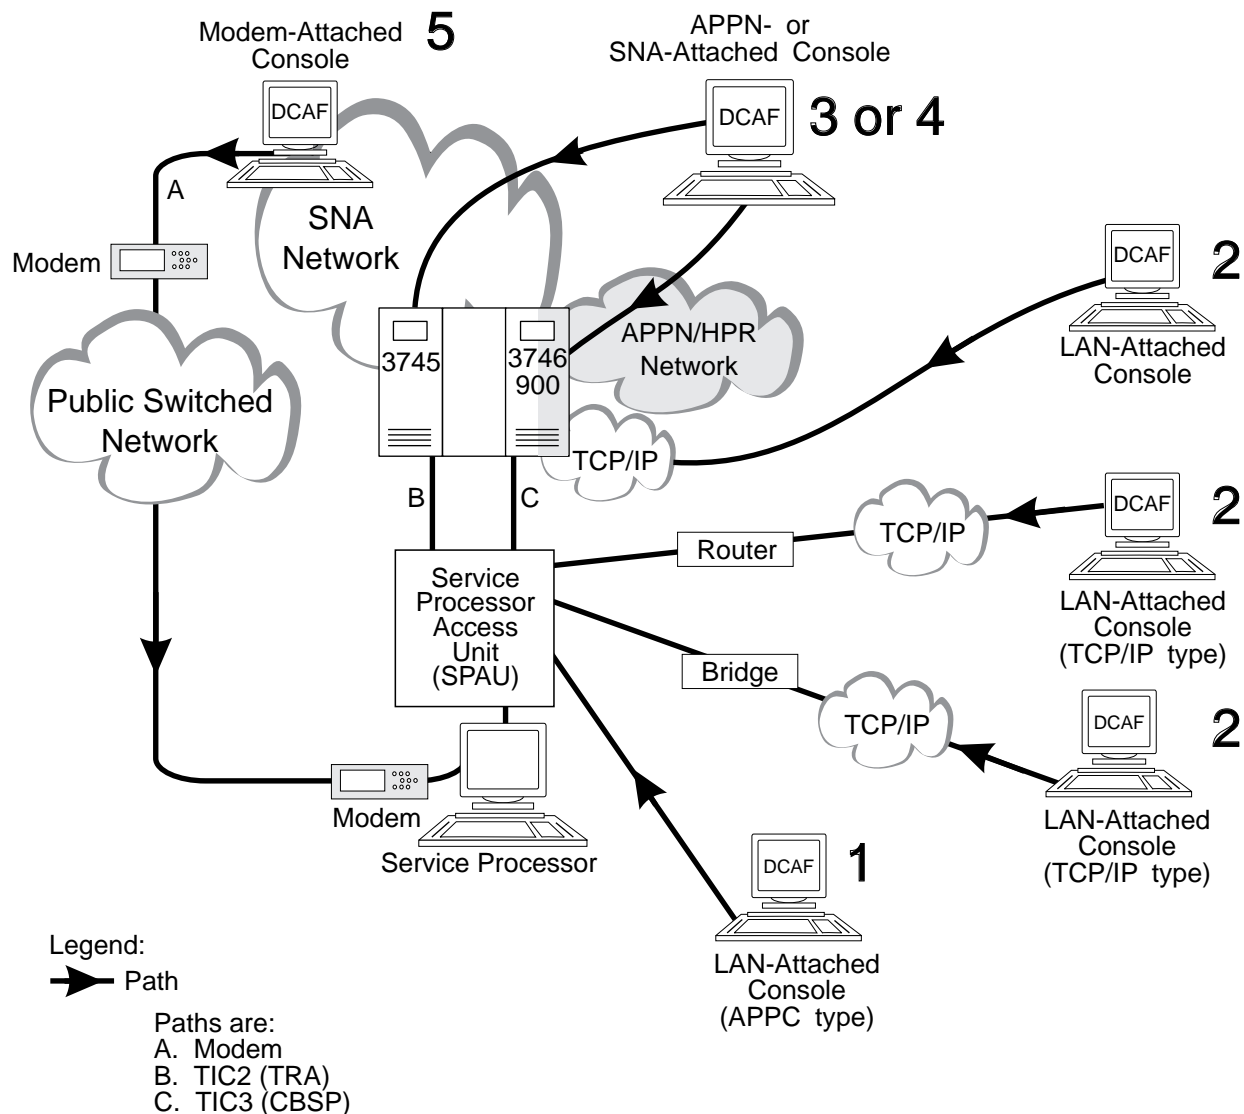 Modem-Attached
Console
5
DCAF
APPN- or
SNA-Attached Console
DCAF
3 or 4
A
SNA
Network
Modem
DCAF
2
LAN-Attached
Console
3745
3746
900
APPN/HPR
Network
Public Switched
Network
TCP/IP
B
C
DCAF
2
TCP/IP
Router
LAN-Attached
Console
(TCP/IP type)
Service
Processor
Access
Unit
(SPAU)
Bridge
TCP/IP
DCAF
2
LAN-Attached
Console
(TCP/IP type)
Modem
Service Processor
DCAF
1
LAN-Attached
Console
(APPC type)
Legend:
Path
Paths are:
A. Modem
B. TIC2 (TRA)
C. TIC3 (CBSP)